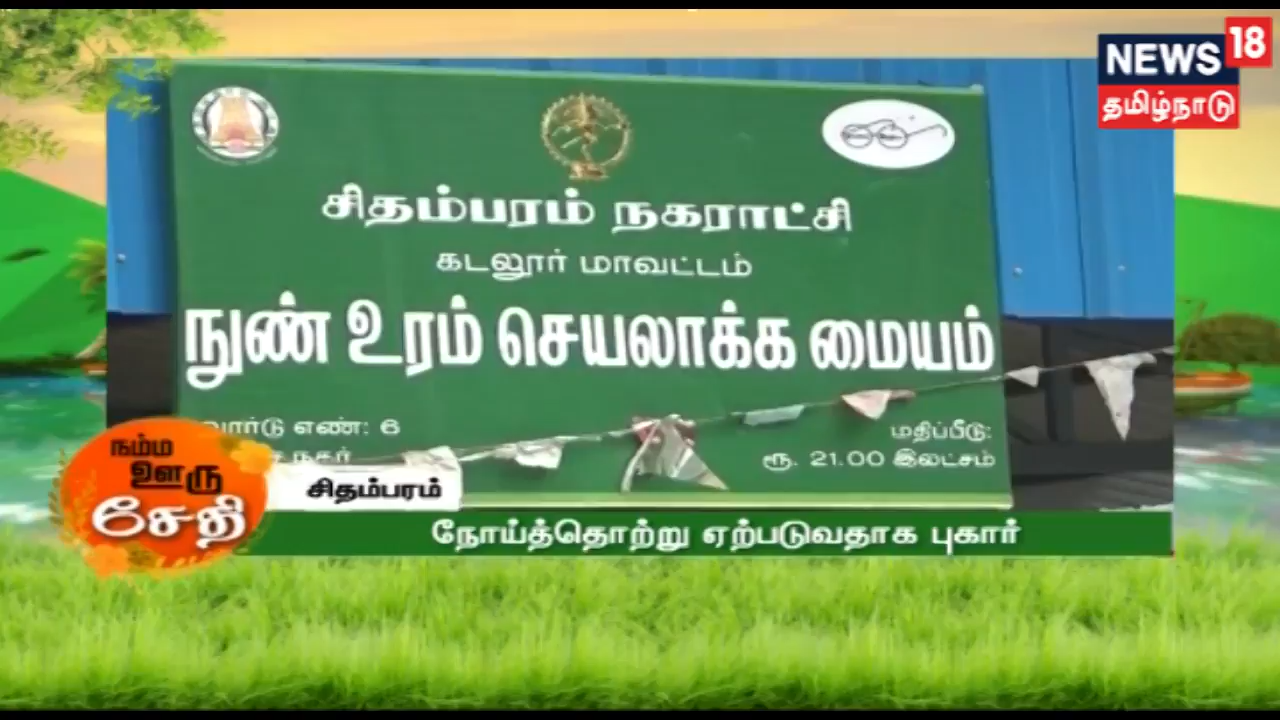 NEWS 18
தமிழ்நாடு
சிதம்பரம் நகராட்சி
கடலூர் மாவட்டம்
நுண் உரம் செயலாக்க மையம்
வார்டு எண்: 6
நகர்
மதிப்பீடு:
ரூ. 21.00 இலட்சம்
நம்ம
ஊரு
சேதி
சிதம்பரம்
நோய்த்தொற்று ஏற்படுவதாக புகார்